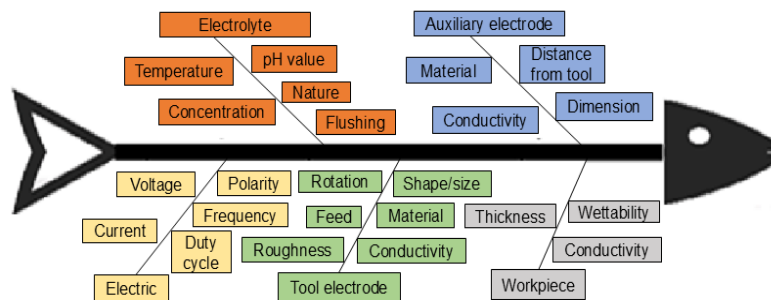 Electrolyte
Temperature
pH value
Nature
Concentration
Flushing
Auxiliary electrode
Material
Distance
from tool
Dimension
Conductivity
Voltage
Polarity
Frequency
Current
Duty
cycle
Electric
Rotation
Shape/size
Feed
Material
Roughness
Conductivity
Tool electrode
Thickness
Wettability
Conductivity
Workpiece